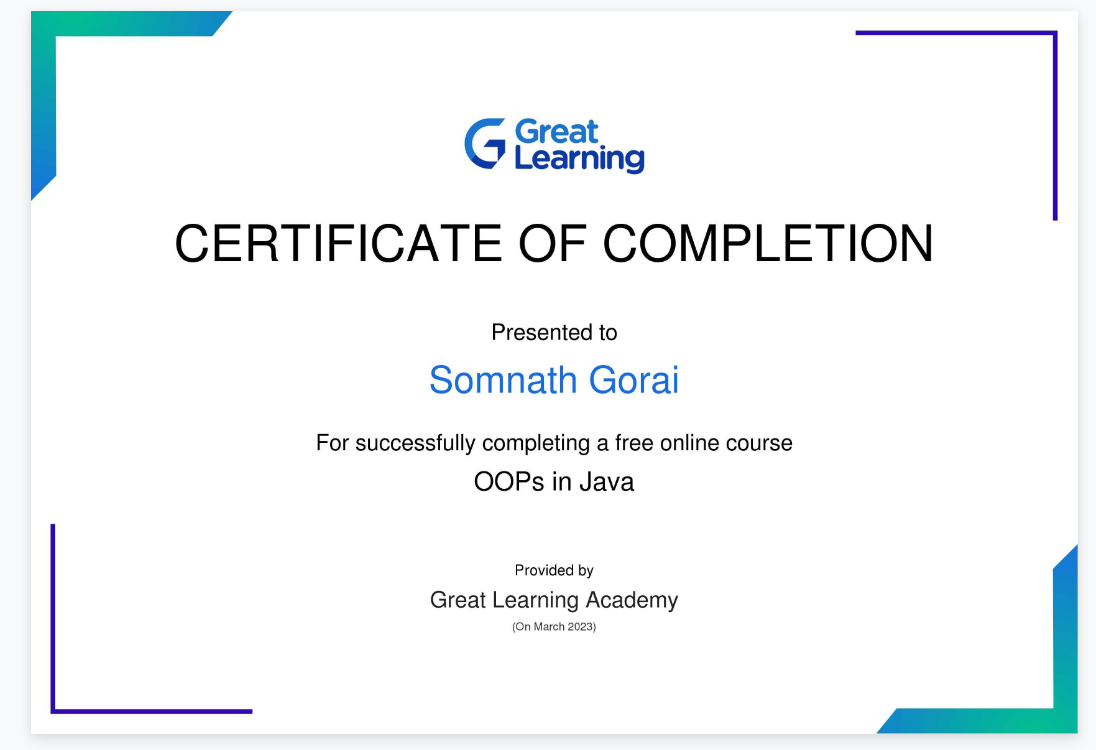 Great
Learning
CERTIFICATE OF COMPLETION
Presented to
Somnath Gorai
For successfully completing a free online course
OOPs in Java
Provided by
Great Learning Academy
(On March 2023)